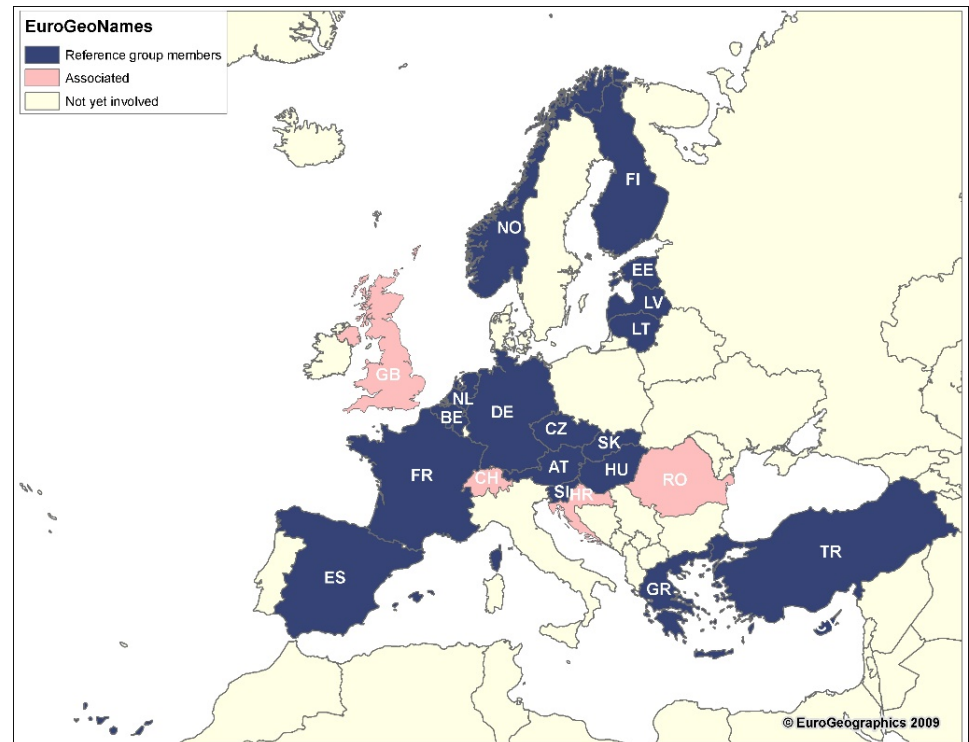 EuroGeoNames
Reference group members
Associated
Not yet involved
FI
NO
EE
LV
LT
GB
NL
BE
DE
CZ
SK
FR
CH
AT
HU
SI
HR
RO
ES
GR
TR
© EuroGeographics 2009